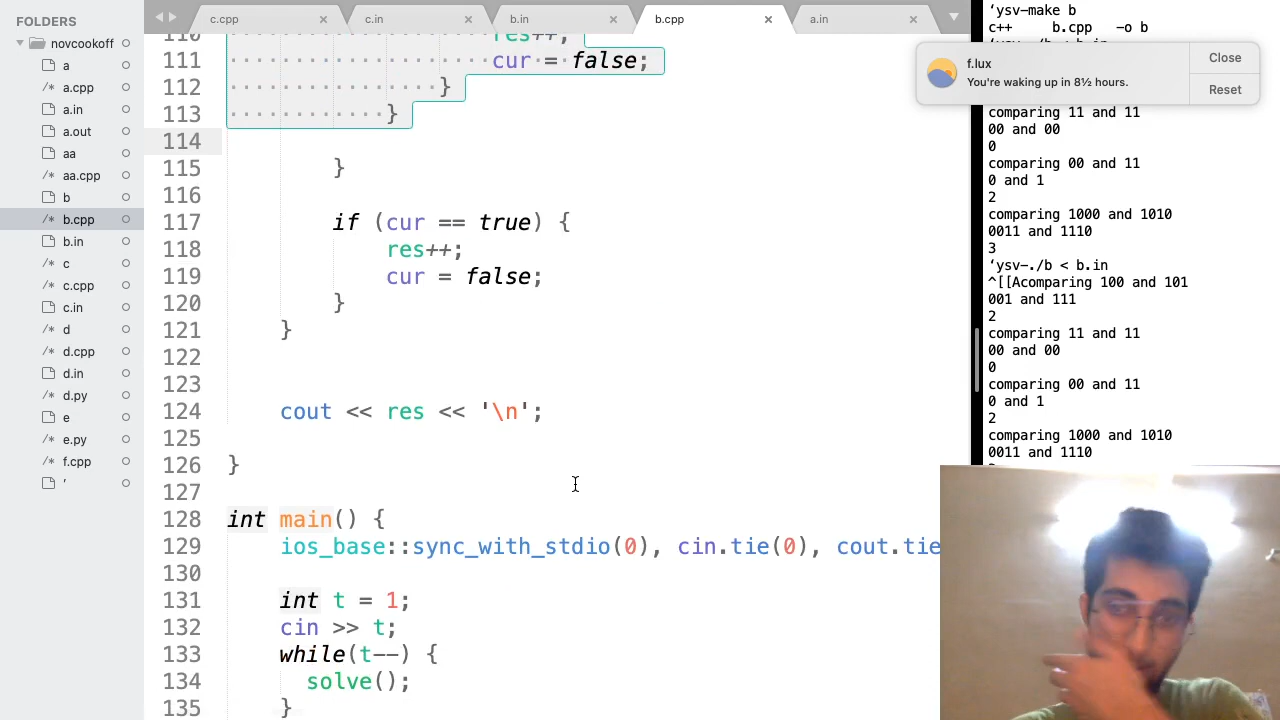 FOLDERS
novcookoff
a
a.cpp
a.in
a.out
aa
aa.cpp
b
b.cpp
b.in
c
c.cpp
c.in
d
d.cpp
d.in
d.py
e
e.py
f.cpp
'
c.cpp
c.in
b.in
b.cpp
a.in
110 res++;
111 cur = false;
112 }
113 }
114
115 }
116
117 if (cur == true) {
118 res++;
119 cur = false;
120 }
121 }
122
123
124 cout << res << '\n';
125
126 }
127
128 int main() {
129 ios_base::sync_with_stdio(0), cin.tie(0), cout.tie
130
131 int t = 1;
132 cin >> t;
133 while(t--) {
134 solve();
135 }
‘ysv-make b
c++ b.cpp -o b
‘ysv-./b < b.in
f.lux
You're waking up in 8½ hours.
Close
Reset
comparing 11 and 11
00 and 00
0
comparing 00 and 11
0 and 1
2
comparing 1000 and 1010
0011 and 1110
3
‘ysv-./b < b.in
^[[Acomparing 100 and 101
001 and 111
2
comparing 11 and 11
00 and 00
0
comparing 00 and 11
0 and 1
2
comparing 1000 and 1010
0011 and 1110